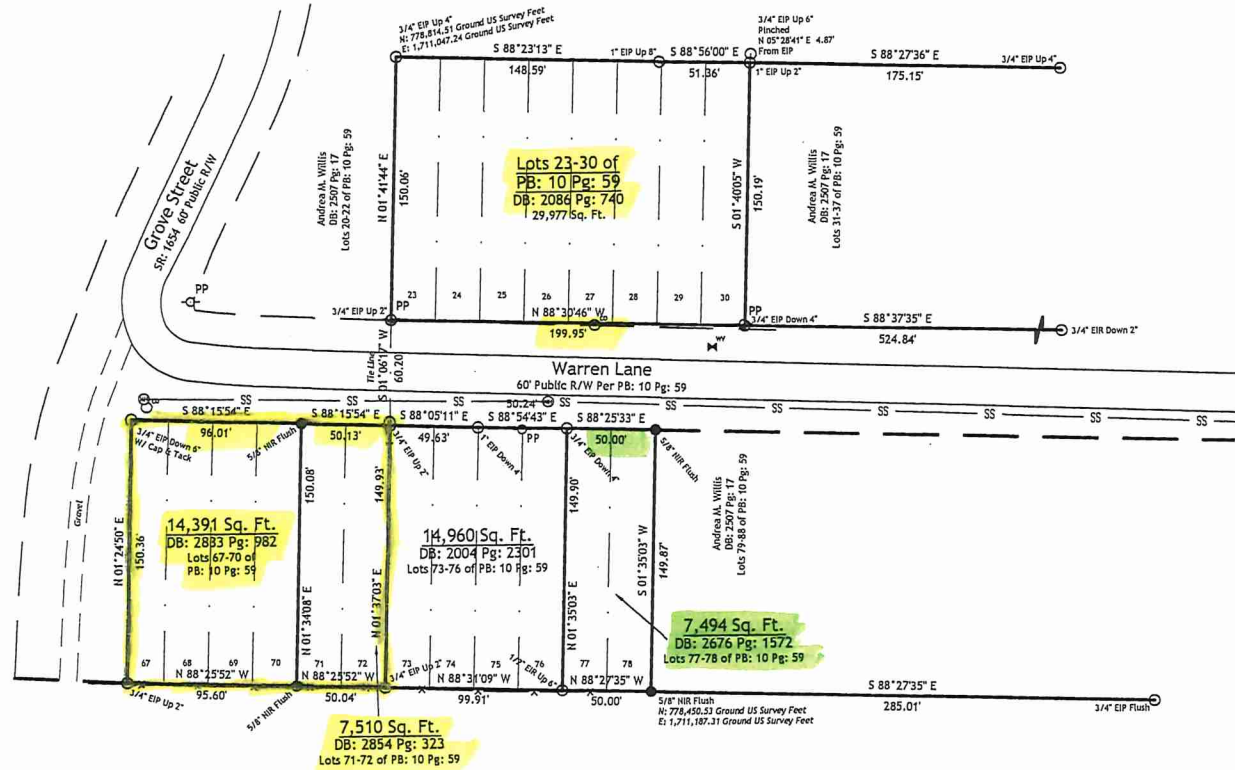 3/4" EIP Up 4"
N: 778,814.51 Ground US Survey Feet
E: 1,711,047.24 Ground US Survey Feet
S 88°23'13" E
148.59'
1" EIP Up 8"
S 88°56'00" E
51.36'
3/4" EIP Up 6"
Pinched
N 05°28'41" E 4.87'
From EIP
1" EIP Up 2"
S 88°27'36" E
175.15'
3/4" EIP Up 4"
Grove Street
SR: 1654 60' Public R/W
PP
Andrea M. Willis
DB: 2507 Pg: 17
Lots 20-22 of PB: 10 Pg: 59
N 01°41'44" E
150.06'
Lots 23-30 of
PB: 10 Pg: 59
DB: 2086 Pg: 740
29,977 Sq. Ft.
S 01°40'05" W
150.19'
Andrea M. Willis
DB: 2507 Pg: 17
Lots 31-37 of PB: 10 Pg: 59
23 24 25 26 27 28 29 30
3/4" EIP Up 2"
PP
N 88°30'46" W
199.95'
PP
3/4" EIP Down 4"
S 88°37'35" E
524.84'
3/4" EIR Down 2"
WV
Tie Line
S 01°06'17" W
60.20
Warren Lane
60' Public R/W Per PB: 10 Pg: 59
SS SS SS SS SS SS SS SS SS SS
S 88°15'54" E
96.01'
S 88°15'54" E
50.13'
S 88°05'11" E
49.63'
50.24'
S 88°54'43" E
S 88°25'33" E
50.00'
3/4" EIP Down 6"
W/ Cap & Tack
5/8" NIR Flush
3/4" EIP Up 2"
1" EIP Down 4"
PP
3/4" EIP Down 4"
5/8" NIR Flush
Gravel
N 01°24'50" E
150.36'
14,391 Sq. Ft.
DB: 2833 Pg: 982
Lots 67-70 of
PB: 10 Pg: 59
150.08'
N 01°34'08" E
149.93'
N 01°37'03" E
14,960 Sq. Ft.
DB: 2004 Pg: 2301
Lots 73-76 of PB: 10 Pg: 59
149.90'
N 01°35'03" E
S 01°35'03" W
149.87'
Andrea M. Willis
DB: 2507 Pg: 17
Lots 79-88 of PB: 10 Pg: 59
7,494 Sq. Ft.
DB: 2676 Pg: 1572
Lots 77-78 of PB: 10 Pg: 59
67 68 69 70 71 72 73 74 75 76 77 78
3/4" EIP Up 2"
N 88°25'52" W
95.60'
5/8" NIR Flush
N 88°25'52" W
50.04'
3/4" EIP Up 2"
N 88°31'09" W
99.91'
1/2" EIR Up 6"
N 88°27'35" W
50.00'
5/8" NIR Flush
N: 778,450.53 Ground US Survey Feet
E: 1,711,187.31 Ground US Survey Feet
S 88°27'35" E
285.01'
3/4" EIP Flush
7,510 Sq. Ft.
DB: 2854 Pg: 323
Lots 71-72 of PB: 10 Pg: 59